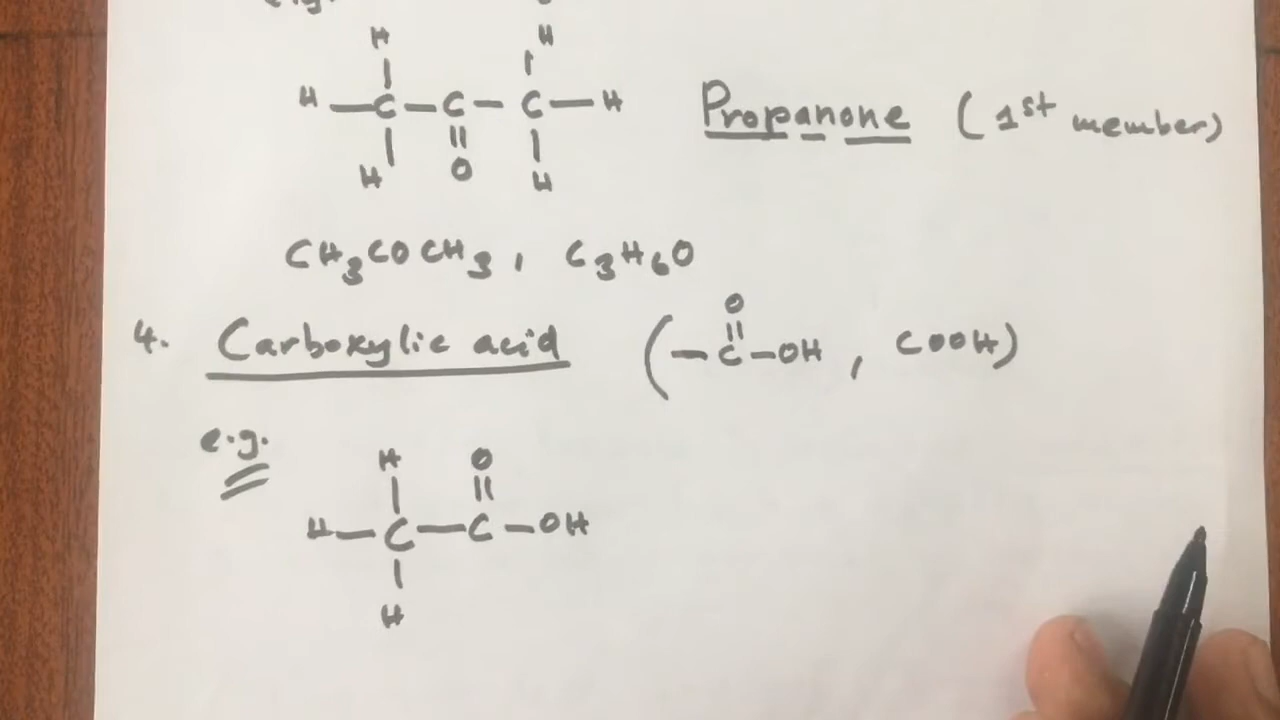 e.g.
H H
H — C — C — C — H Propanone (1st member)
H O H
CH3COCH3, C3H6O
O
4. Carboxylic acid (— C — OH, COOH)
e.g.
H O
H — C — C — OH
H